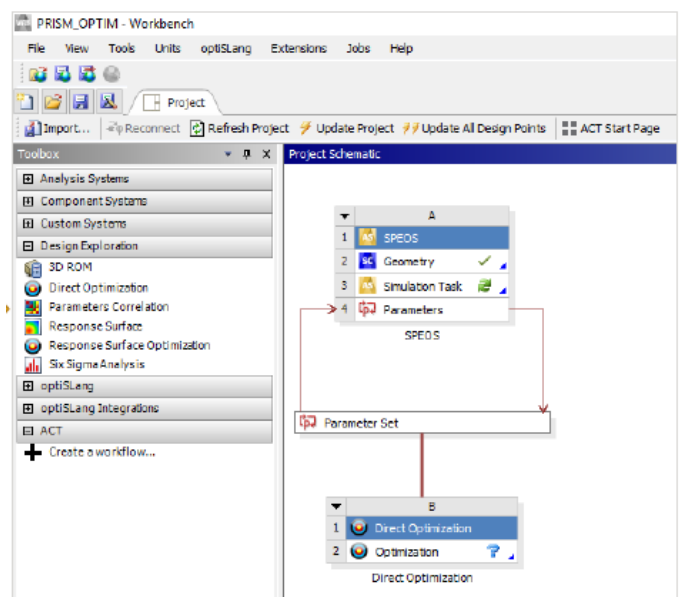 PRISM_OPTIM - Workbench
File View Tools Units optiSLang Extensions Jobs Help
Project
Import... Reconnect Refresh Project Update Project Update All Design Points ACT Start Page
Toolbox
Project Schematic
Analysis Systems
Component Systems
Custom Systems
Design Exploration
3D ROM
Direct Optimization
Parameters Correlation
Response Surface
Response Surface Optimization
Six Sigma Analysis
optiSLang
optiSLang Integrations
ACT
Create a workflow...
A
1 SPEOS
2 Geometry
3 Simulation Task
4 Parameters
SPEOS
Parameter Set
B
1 Direct Optimization
2 Optimization
Direct Optimization